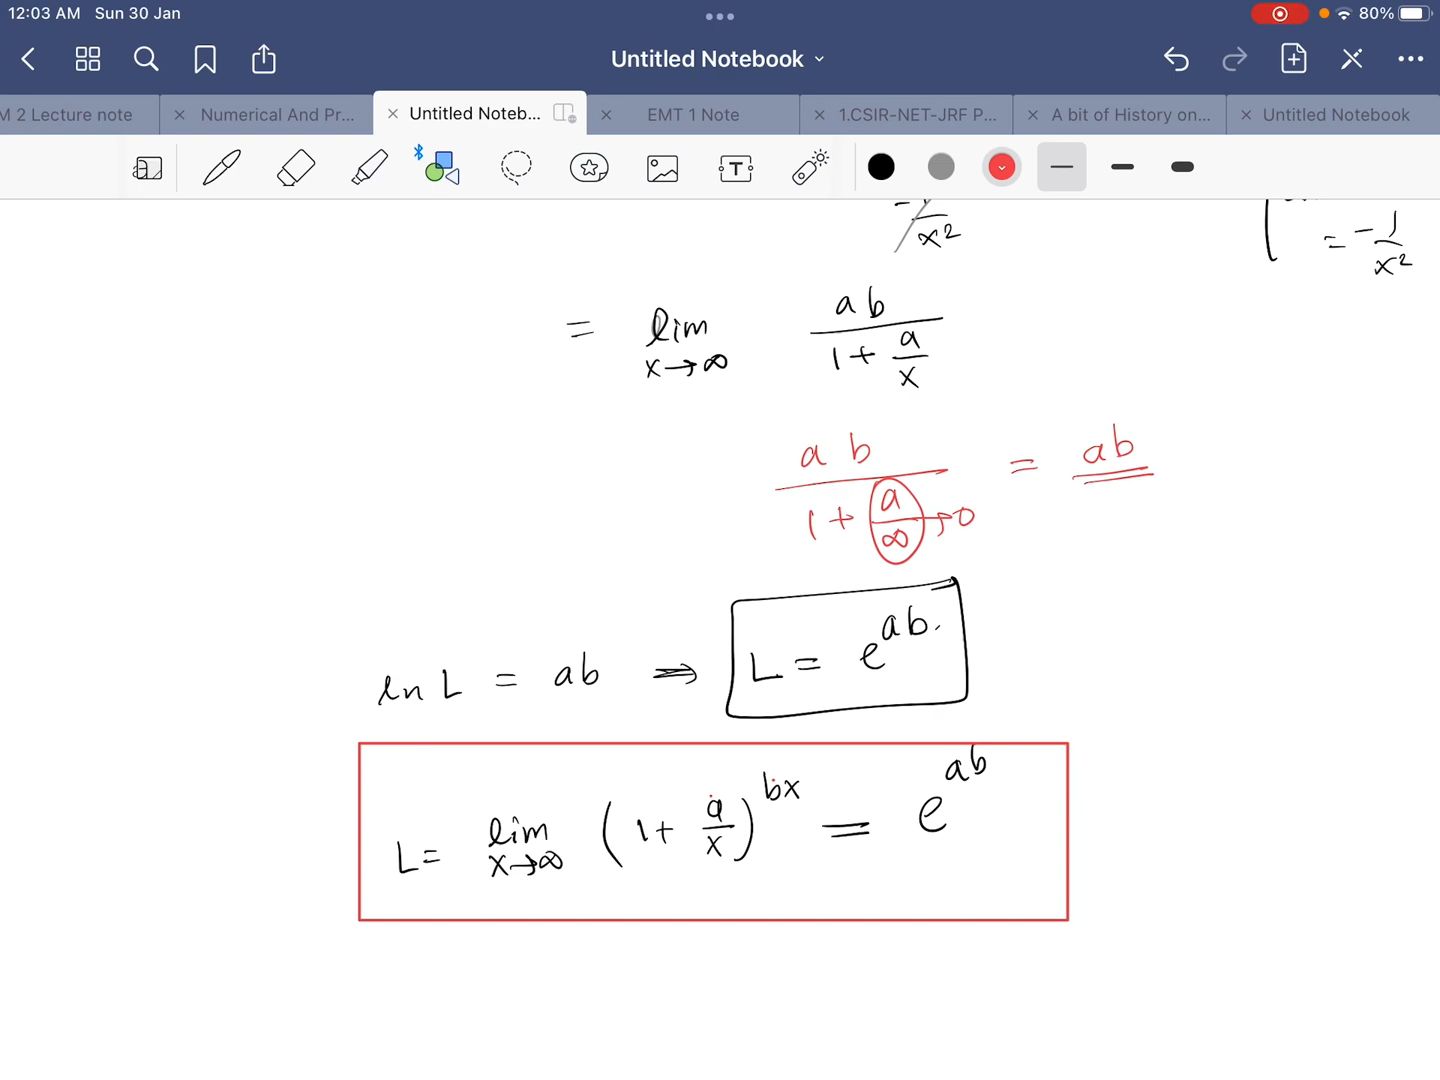 12:03 AM Sun 30 Jan
80%
Untitled Notebook
M 2 Lecture note
Numerical And Pr...
Untitled Noteb...
EMT 1 Note
1.CSIR-NET-JRF P...
A bit of History on...
Untitled Notebook
x²
= -1/x²
= lim x→∞ ab/(1 + a/x)
ab/(1 + a/∞→0) = ab
ln L = ab ⇒ L = e^ab.
L = lim x→∞ (1 + a/x)^bx = e^ab